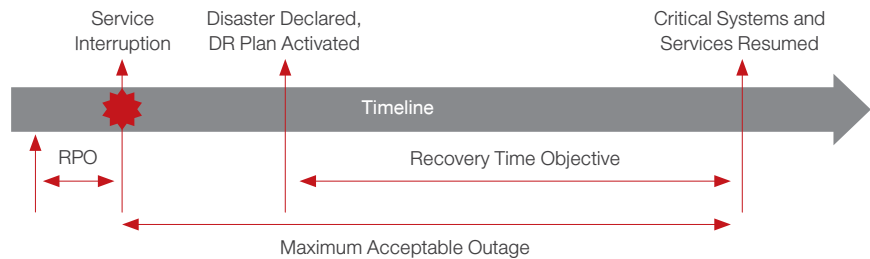 Service
Interruption
Disaster Declared,
DR Plan Activated
Critical Systems and
Services Resumed
Timeline
RPO
Recovery Time Objective
Maximum Acceptable Outage